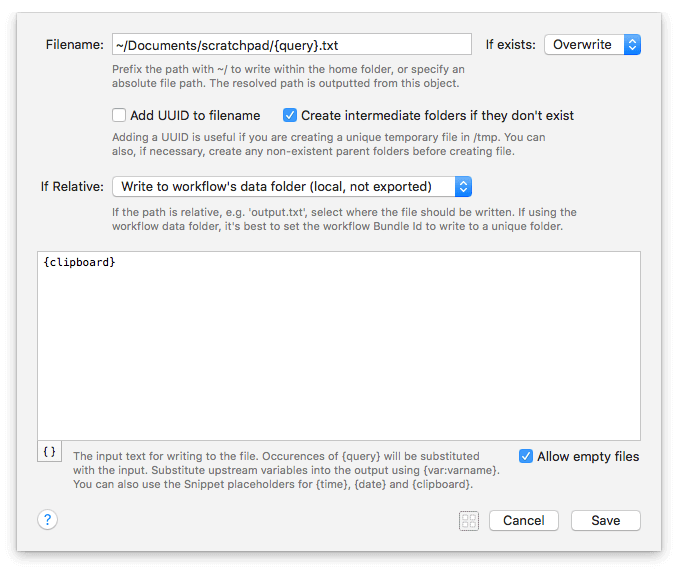 Filename: ~/Documents/scratchpad/{query}.txt If exists: Overwrite
Prefix the path with ~/ to write within the home folder, or specify an
absolute file path. The resolved path is outputted from this object.
Add UUID to filename Create intermediate folders if they don't exist
Adding a UUID is useful if you are creating a unique temporary file in /tmp. You can
also, if necessary, create any non-existent parent folders before creating file.
If Relative: Write to workflow's data folder (local, not exported)
If the path is relative, e.g. 'output.txt', select where the file should be written. If using the
workflow data folder, it's best to set the workflow Bundle Id to write to a unique folder.
{clipboard}
{} The input text for writing to the file. Occurences of {query} will be substituted Allow empty files
with the input. Substitute upstream variables into the output using {var:varname}.
You can also use the Snippet placeholders for {time}, {date} and {clipboard}.
? Cancel Save